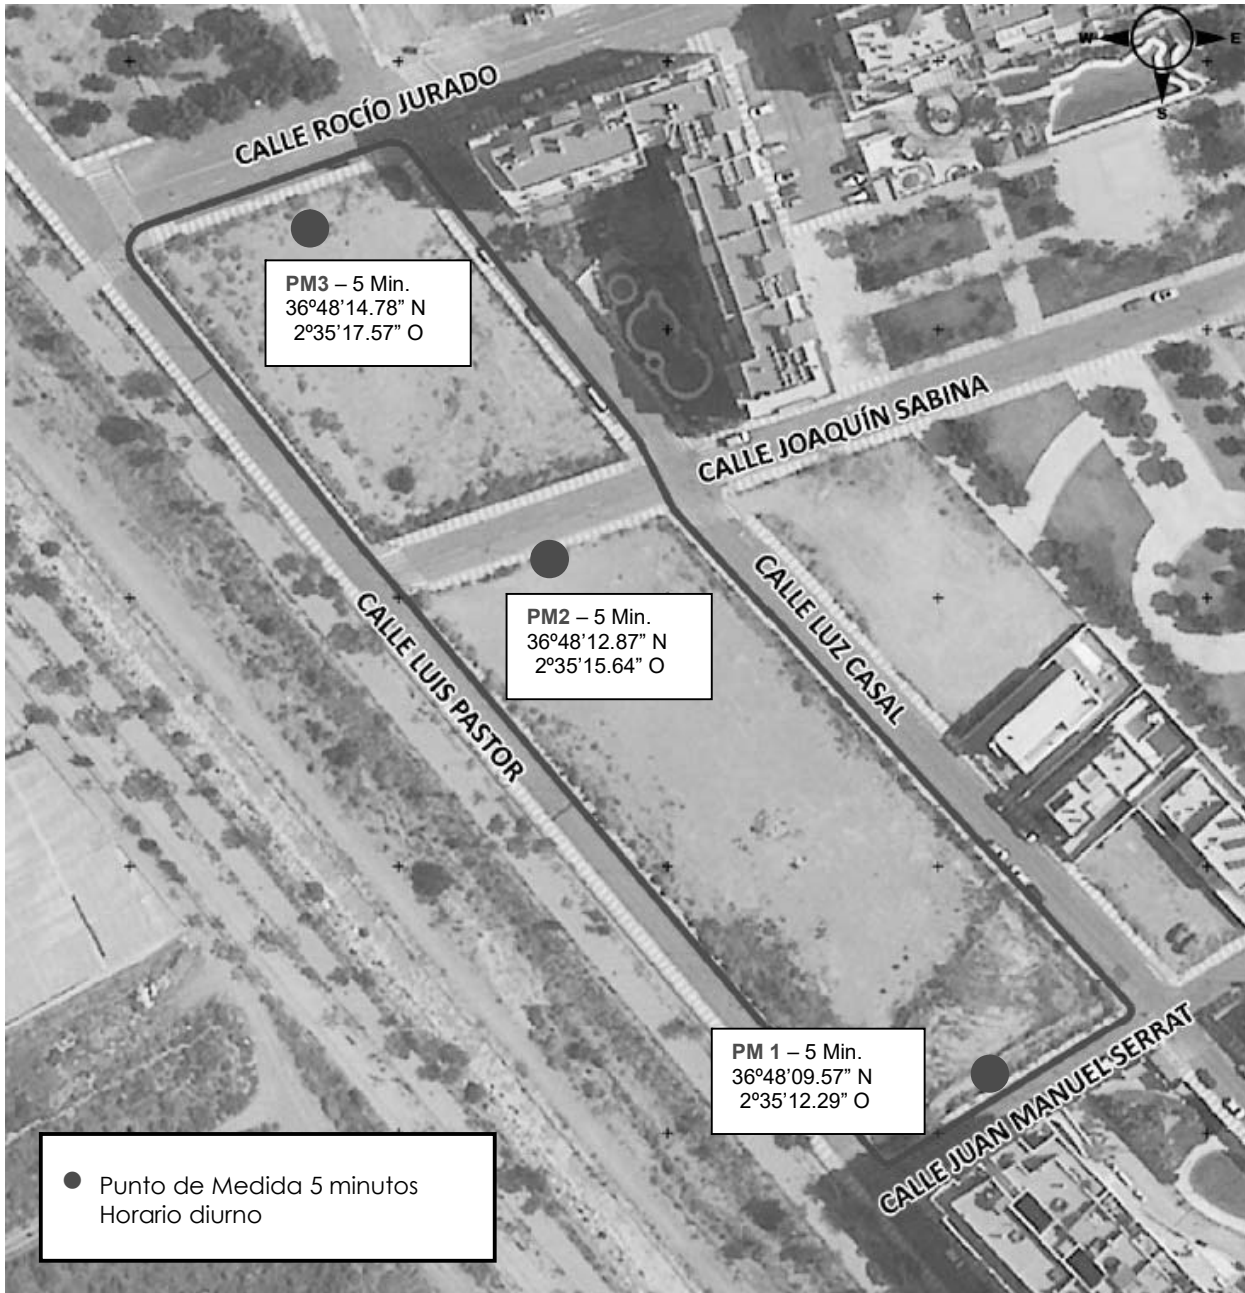 W E
S
CALLE ROCÍO JURADO
PM3 – 5 Min.
36º48’14.78” N
2º35’17.57” O
CALLE JOAQUÍN SABINA
PM2 – 5 Min.
36º48’12.87” N
2º35’15.64” O
CALLE LUZ CASAL
CALLE LUIS PASTOR
PM 1 – 5 Min.
36º48’09.57” N
2º35’12.29” O
CALLE JUAN MANUEL SERRAT
Punto de Medida 5 minutos
Horario diurno